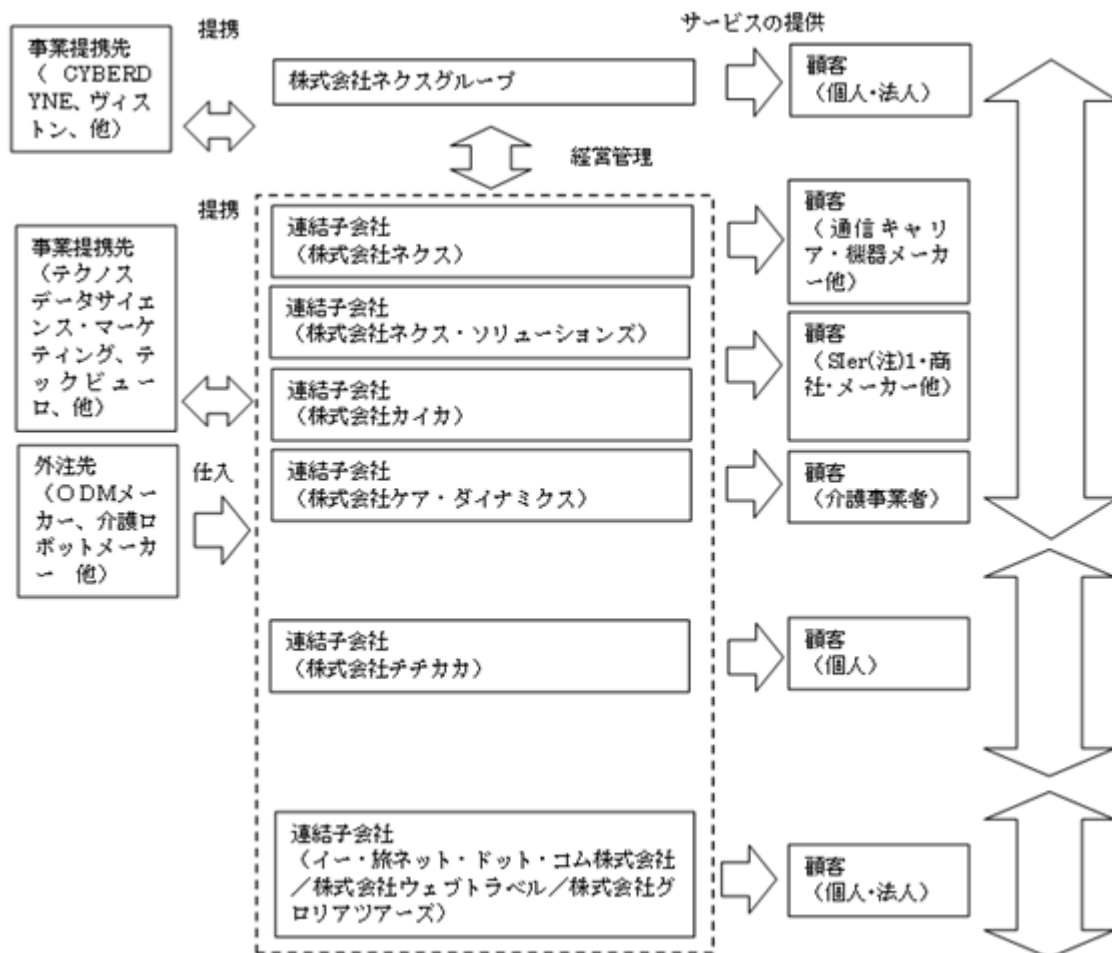 提携
サービスの提供
事業提携先
（ CYBERD
YNE、ヴィス
トン、他）
株式会社ネクスグループ
顧客
（個人・法人）
経営管理
提携
事業提携先
（テクノス
データサイエ
ンス・マーケ
ティング、テ
ックビュー
ロ、他）
連結子会社
（株式会社ネクス）
顧客
（通信キャリ
ア・機器メーカ
ー他）
連結子会社
（株式会社ネクス・ソリューションズ）
顧客
（SIer(注)1・商
社・メーカー他）
連結子会社
（株式会社カイカ）
外注先
（ODMメー
カー、介護ロ
ボットメーカ
ー 他）
仕入
連結子会社
（株式会社ケア・ダイナミクス）
顧客
（介護事業者）
連結子会社
（株式会社チチカカ）
顧客
（個人）
連結子会社
（イー・旅ネット・ドット・コム株式会社
／株式会社ウェブトラベル／株式会社グ
ロリアツアーズ）
顧客
（個人・法人）